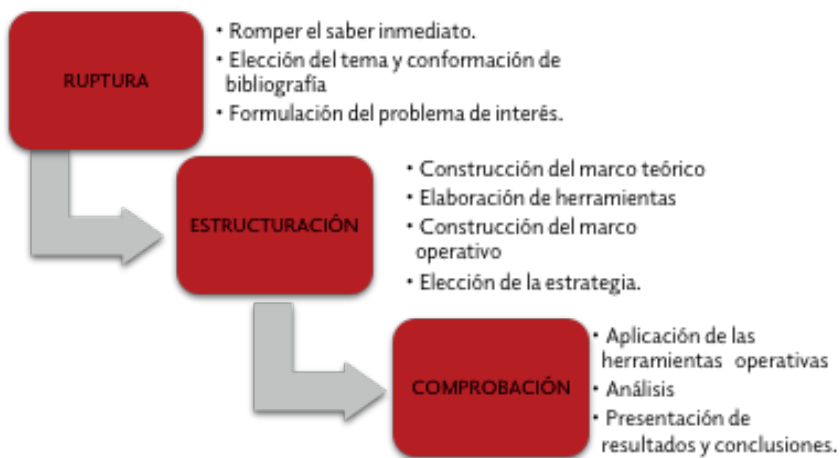 RUPTURA
• Romper el saber inmediato.
• Elección del tema y conformación de
bibliografía
• Formulación del problema de interés.
ESTRUCTURACIÓN
• Construcción del marco teórico
• Elaboración de herramientas
• Construcción del marco
operativo
• Elección de la estrategia.
COMPROBACIÓN
• Aplicación de las
herramientas operativas
• Análisis
• Presentación de
resultados y conclusiones.